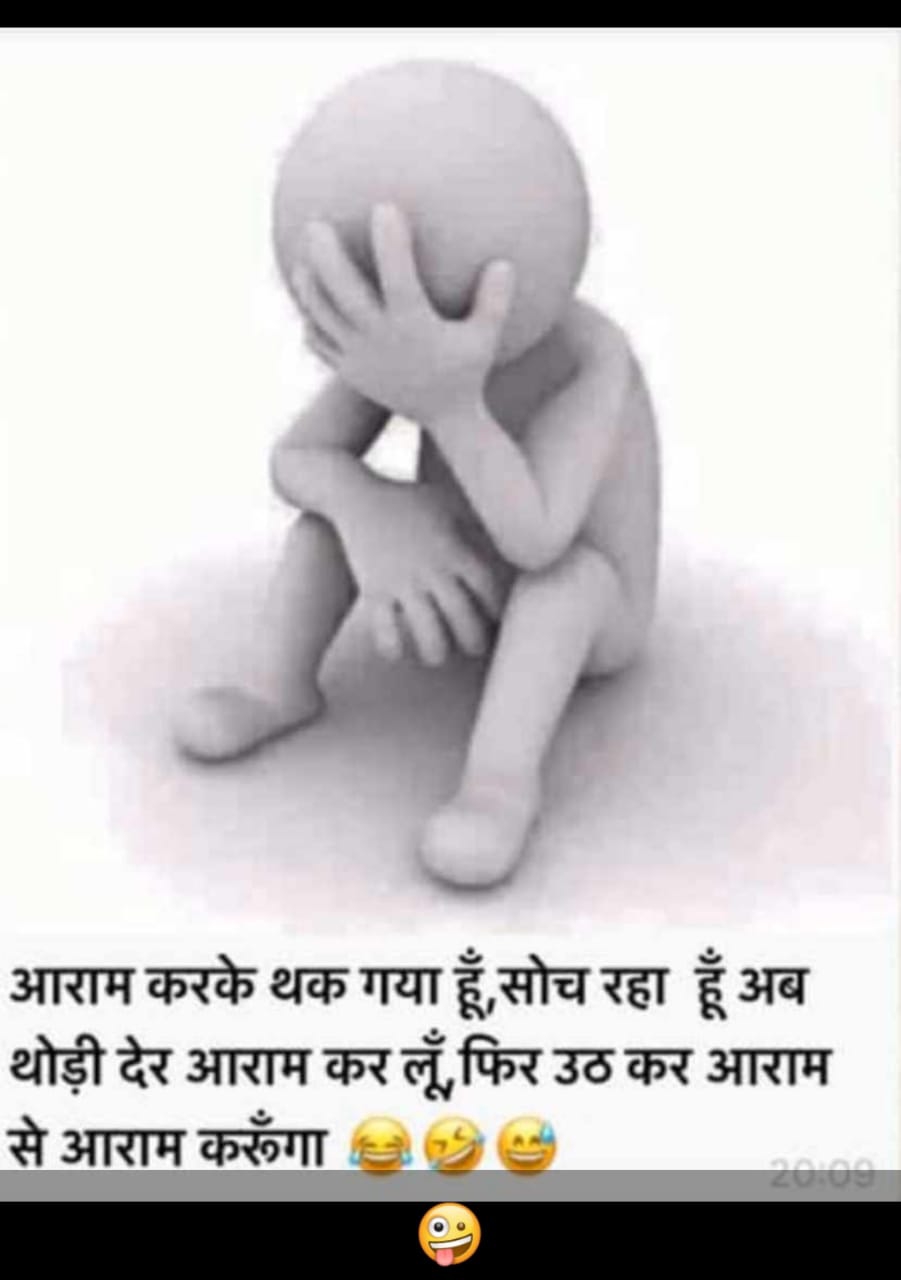 आराम करके थक गया हूँ,सोच रहा हूँ अब
थोड़ी देर आराम कर लूँ,फिर उठ कर आराम
से आराम करूँगा 😂🤣😅
20:09
🤪